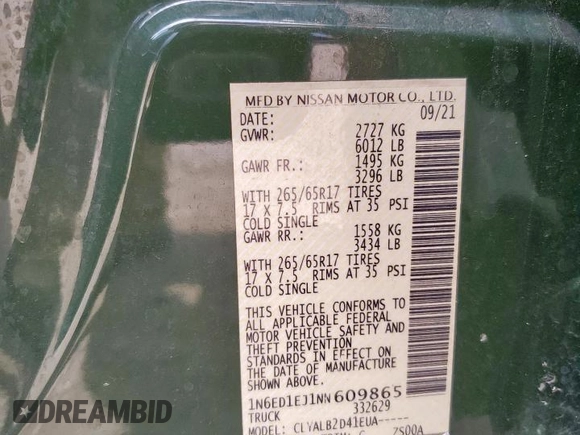 MFD BY NISSAN MOTOR CO., LTD.
DATE: 09/21
GVWR: 2727 KG
6012 LB
GAWR FR.: 1495 KG
3296 LB
WITH 265/65R17 TIRES
17 X 7.5 RIMS AT 35 PSI
COLD SINGLE
GAWR RR.: 1558 KG
3434 LB
WITH 265/65R17 TIRES
17 X 7.5 RIMS AT 35 PSI
COLD SINGLE
THIS VEHICLE CONFORMS TO
ALL APPLICABLE FEDERAL
MOTOR VEHICLE SAFETY AND
THEFT PREVENTION
STANDARDS IN EFFECT ON
THE DATE OF MANUFACTURE
SHOWN ABOVE.
1N6ED1EJ1NN609865
TRUCK 332629
MODEL: CLYALB2D41EUA-----
ZS00A
DREAMBID
DREAMBID